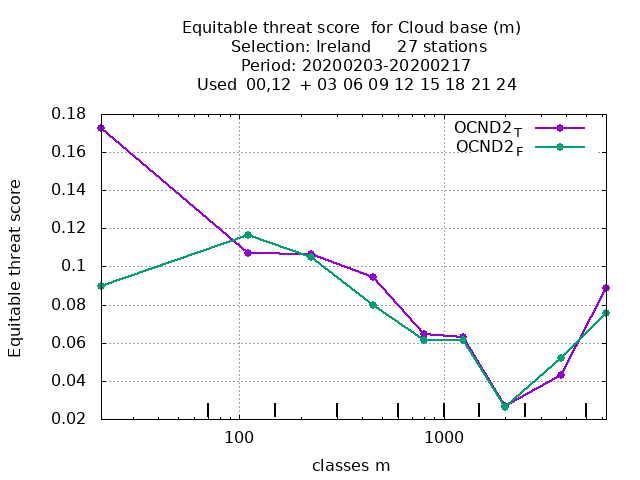 Equitable threat score  for Cloud base (m)
Selection: Ireland     27 stations
Period: 20200203-20200217
Used  00,12  + 03 06 09 12 15 18 21 24
OCND2T
OCND2F
0.18
0.16
0.14
0.12
0.1
0.08
0.06
0.04
0.02
Equitable threat score
100
1000
classes m